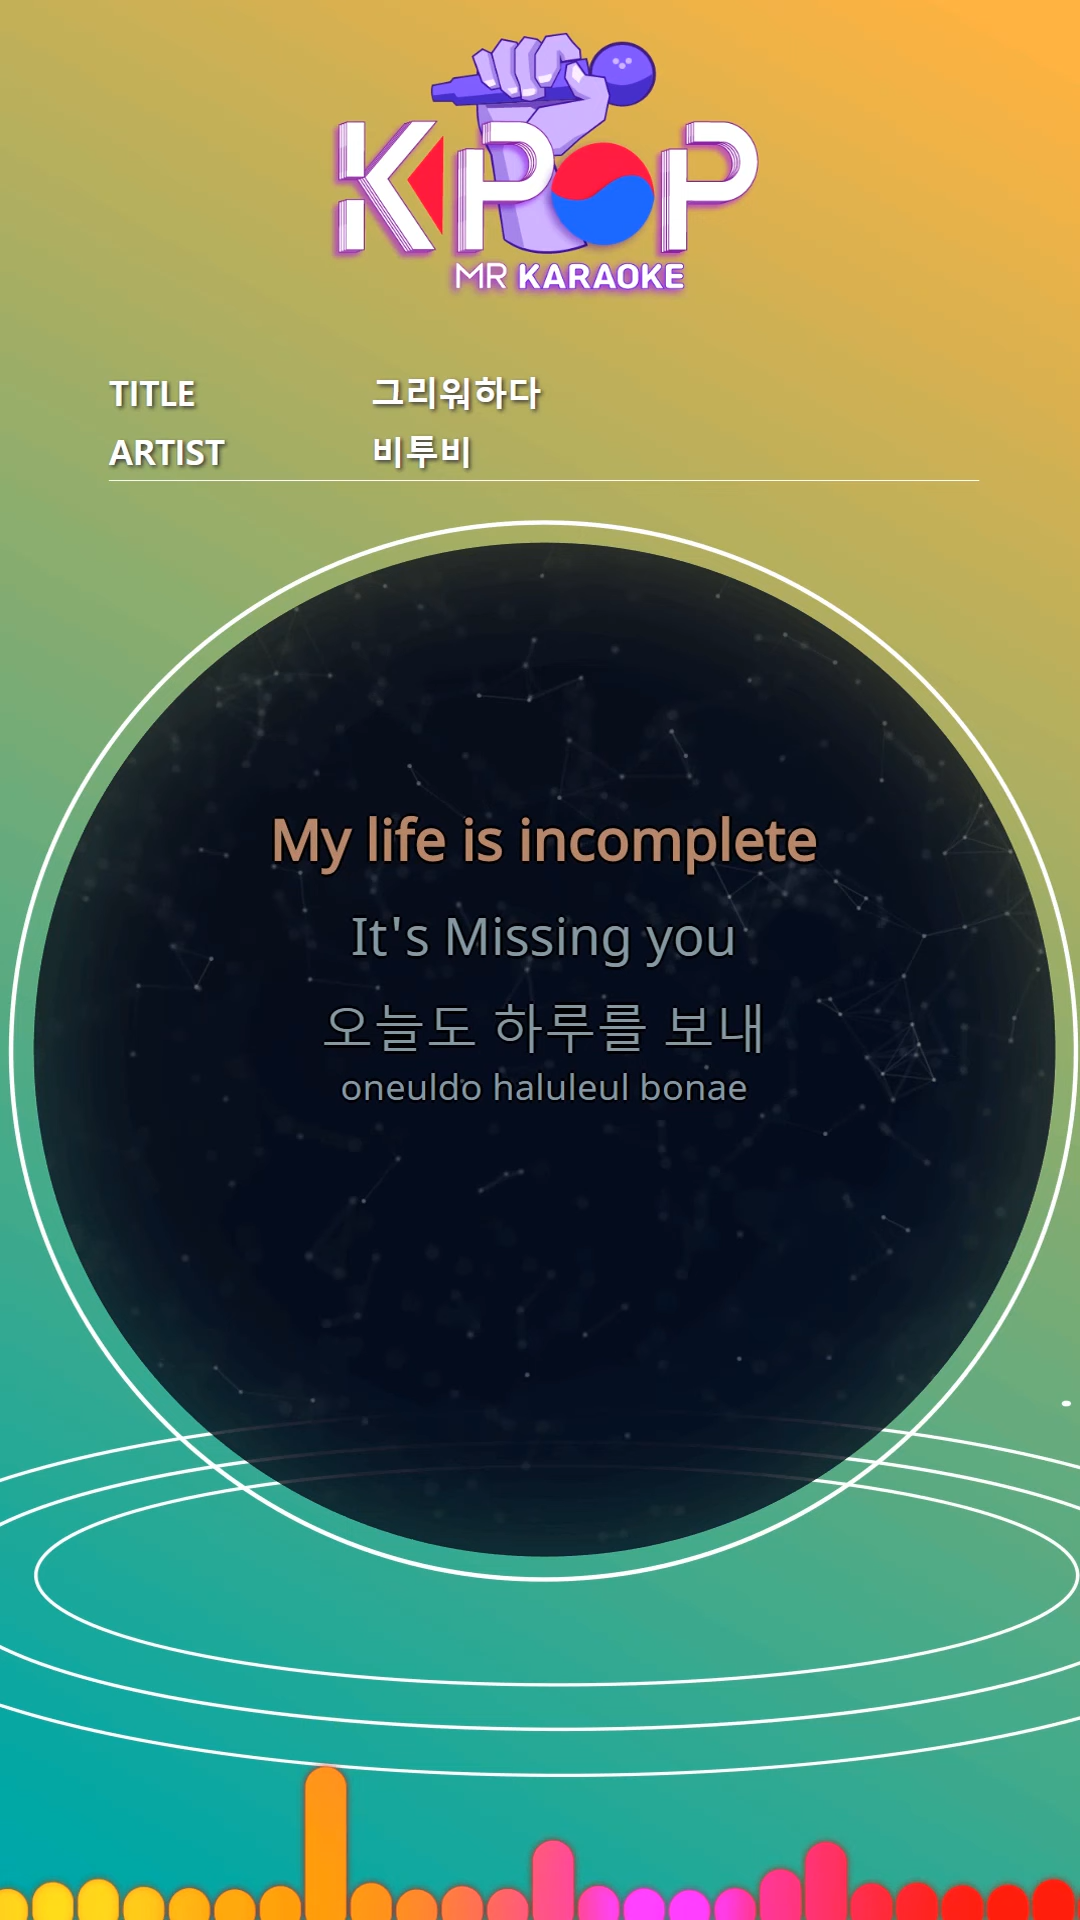 KPOP
MR KARAOKE
TITLE 그리워하다
ARTIST 비투비
My life is incomplete
It's Missing you
오늘도 하루를 보내
oneuldo haluleul bonae